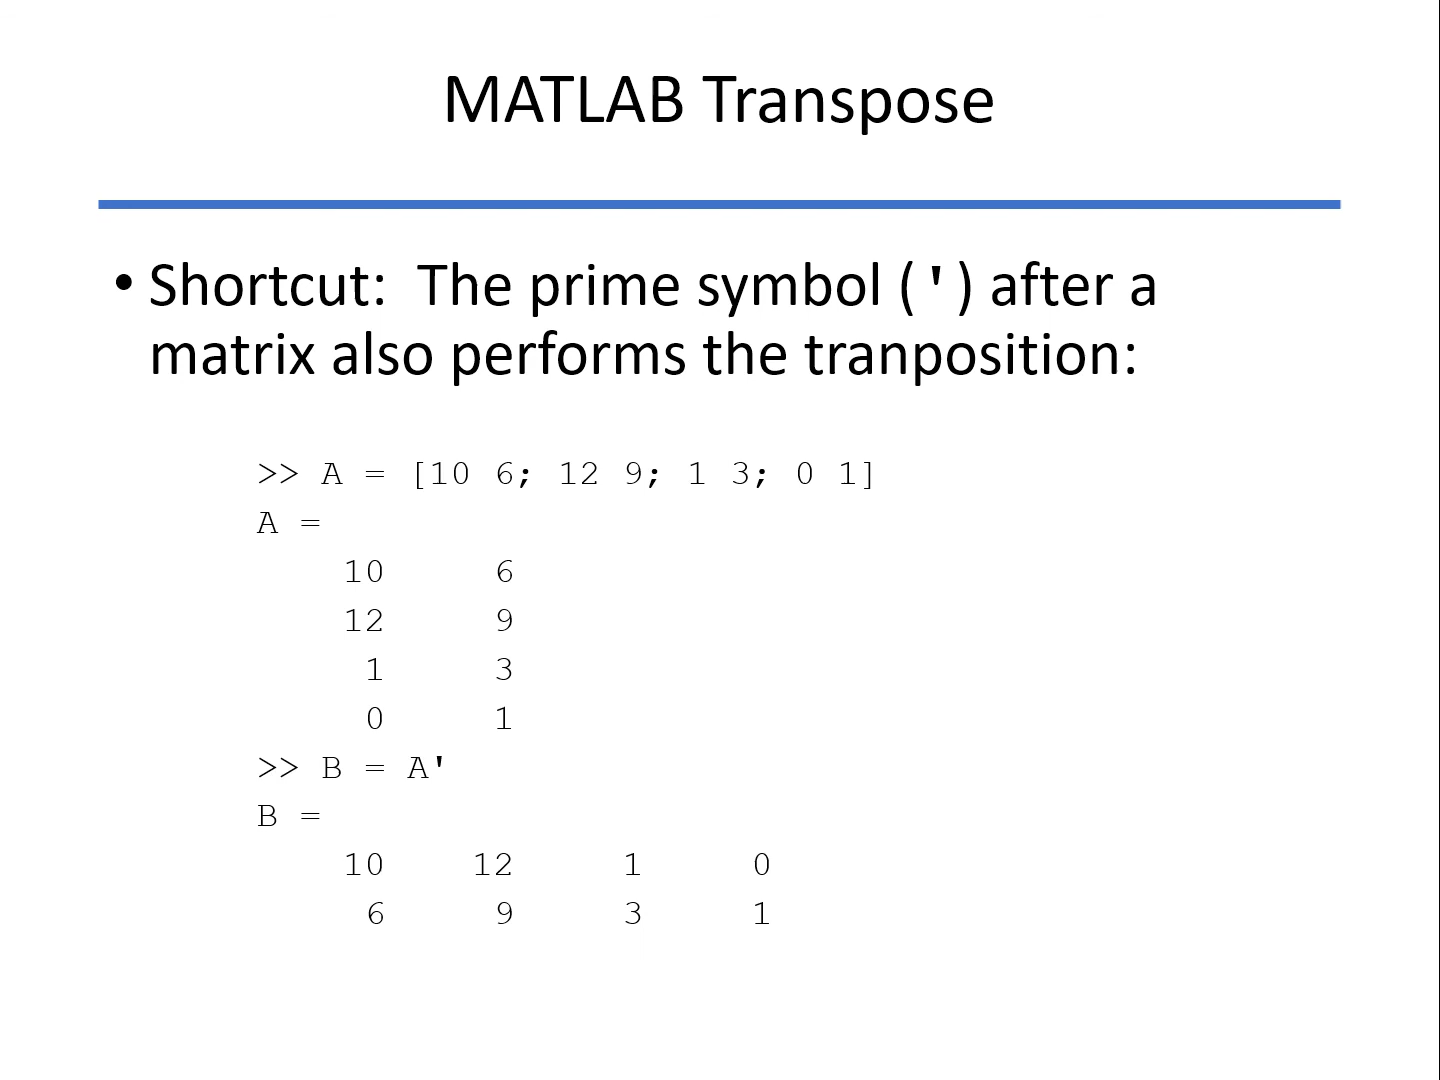 MATLAB Transpose
• Shortcut:  The prime symbol (') after a
matrix also performs the tranposition:
>> A = [10 6; 12 9; 1 3; 0 1]
A =
    10     6
    12     9
     1     3
     0     1
>> B = A'
B =
    10    12     1     0
     6     9     3     1